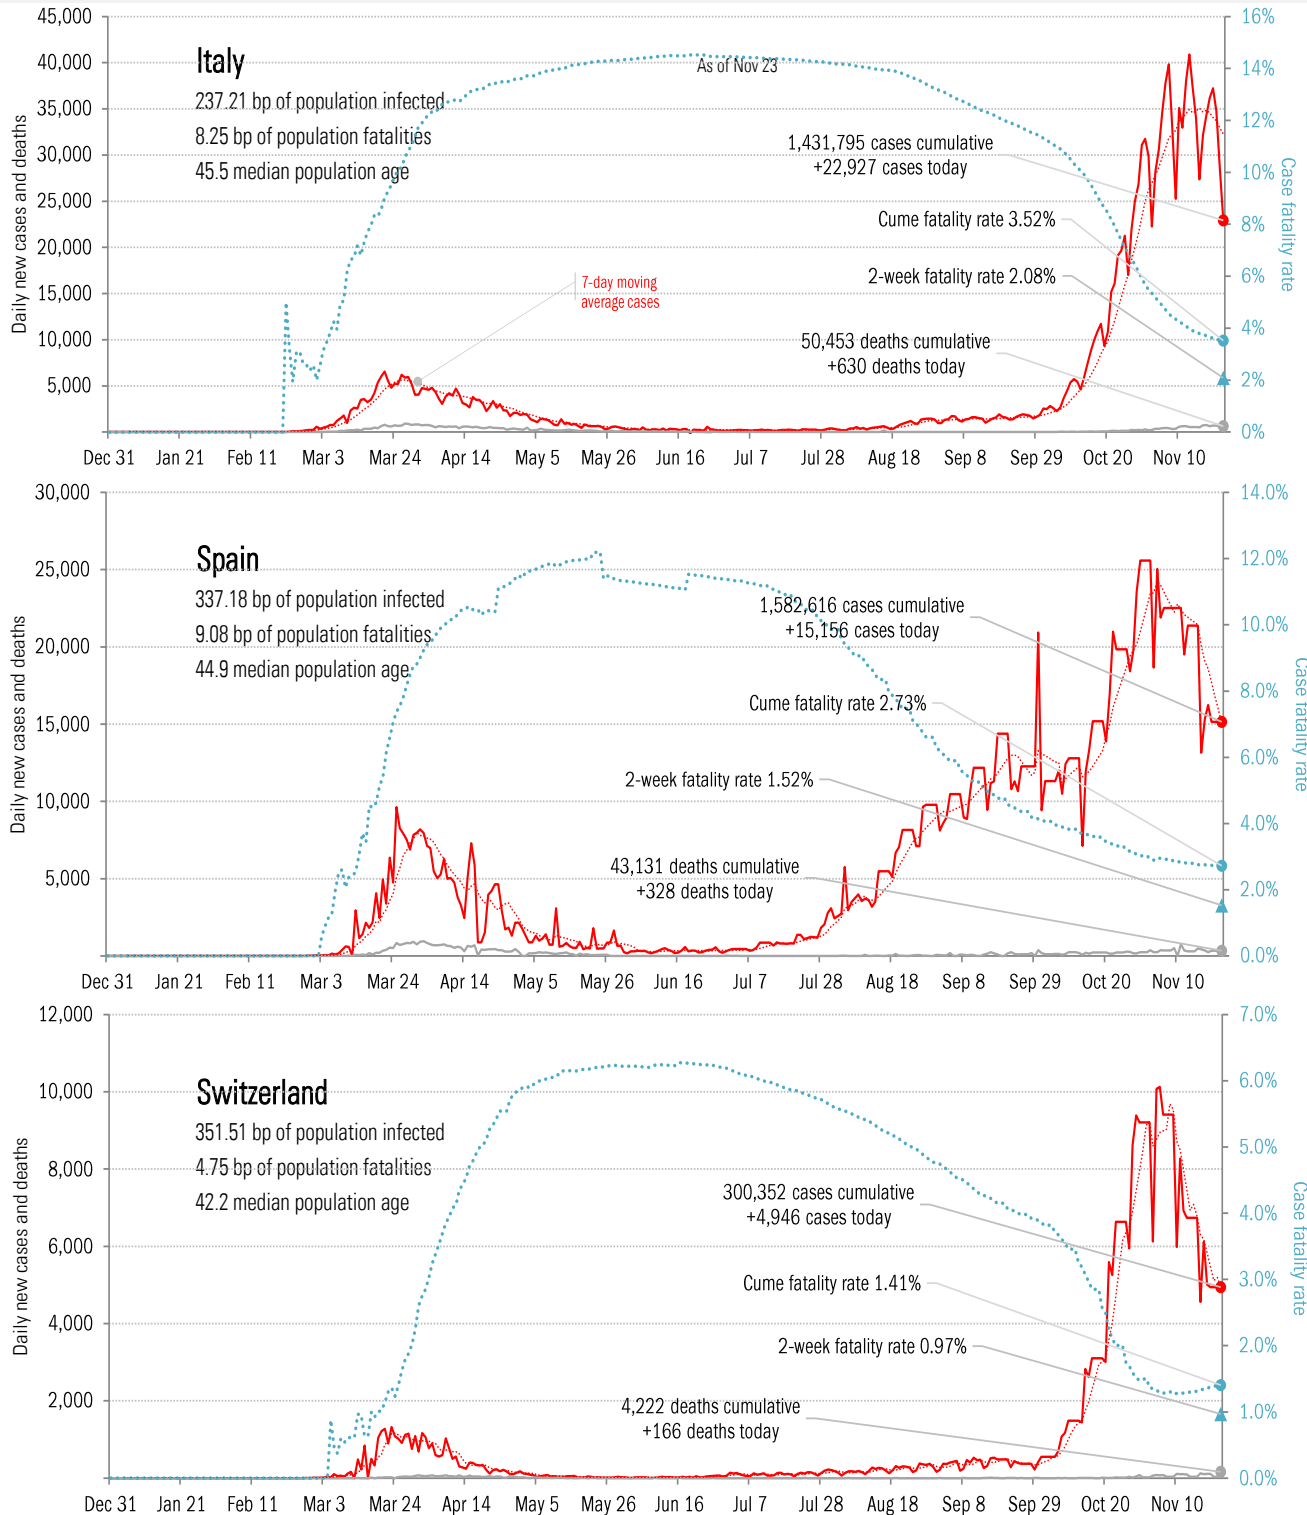 45,000
40,000
35,000
30,000
25,000
20,000
15,000
10,000
5,000
Daily new cases and deaths
16%
14%
12%
10%
8%
6%
4%
2%
0%
Case fatality rate
Italy
237.21 bp of population infected
8.25 bp of population fatalities
45.5 median population age
As of Nov 23
1,431,795 cases cumulative
+22,927 cases today
Cume fatality rate 3.52%
2-week fatality rate 2.08%
7-day moving
average cases
50,453 deaths cumulative
+630 deaths today
Dec 31 Jan 21 Feb 11 Mar 3 Mar 24 Apr 14 May 5 May 26 Jun 16 Jul 7 Jul 28 Aug 18 Sep 8 Sep 29 Oct 20 Nov 10
30,000
25,000
20,000
15,000
10,000
5,000
Daily new cases and deaths
14.0%
12.0%
10.0%
8.0%
6.0%
4.0%
2.0%
0.0%
Case fatality rate
Spain
337.18 bp of population infected
9.08 bp of population fatalities
44.9 median population age
1,582,616 cases cumulative
+15,156 cases today
Cume fatality rate 2.73%
2-week fatality rate 1.52%
43,131 deaths cumulative
+328 deaths today
Dec 31 Jan 21 Feb 11 Mar 3 Mar 24 Apr 14 May 5 May 26 Jun 16 Jul 7 Jul 28 Aug 18 Sep 8 Sep 29 Oct 20 Nov 10
12,000
10,000
8,000
6,000
4,000
2,000
Daily new cases and deaths
7.0%
6.0%
5.0%
4.0%
3.0%
2.0%
1.0%
0.0%
Case fatality rate
Switzerland
351.51 bp of population infected
4.75 bp of population fatalities
42.2 median population age
300,352 cases cumulative
+4,946 cases today
Cume fatality rate 1.41%
2-week fatality rate 0.97%
4,222 deaths cumulative
+166 deaths today
Dec 31 Jan 21 Feb 11 Mar 3 Mar 24 Apr 14 May 5 May 26 Jun 16 Jul 7 Jul 28 Aug 18 Sep 8 Sep 29 Oct 20 Nov 10